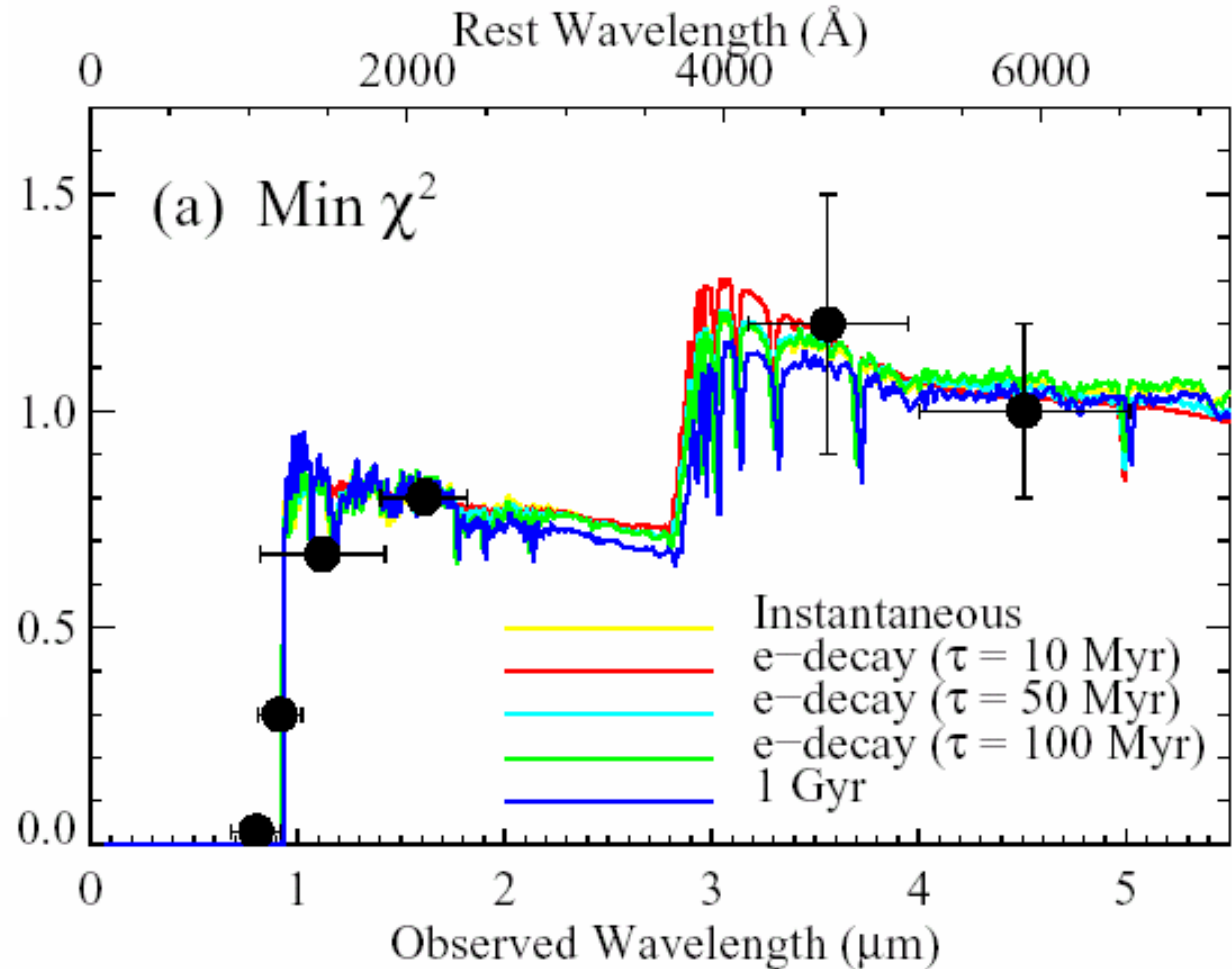 Rest Wavelength (Å)
0 2000 4000 6000
(a) Min χ²
1.5
1.0
0.5
0.0
Instantaneous
e−decay (τ = 10 Myr)
e−decay (τ = 50 Myr)
e−decay (τ = 100 Myr)
1 Gyr
0 1 2 3 4 5
Observed Wavelength (μm)